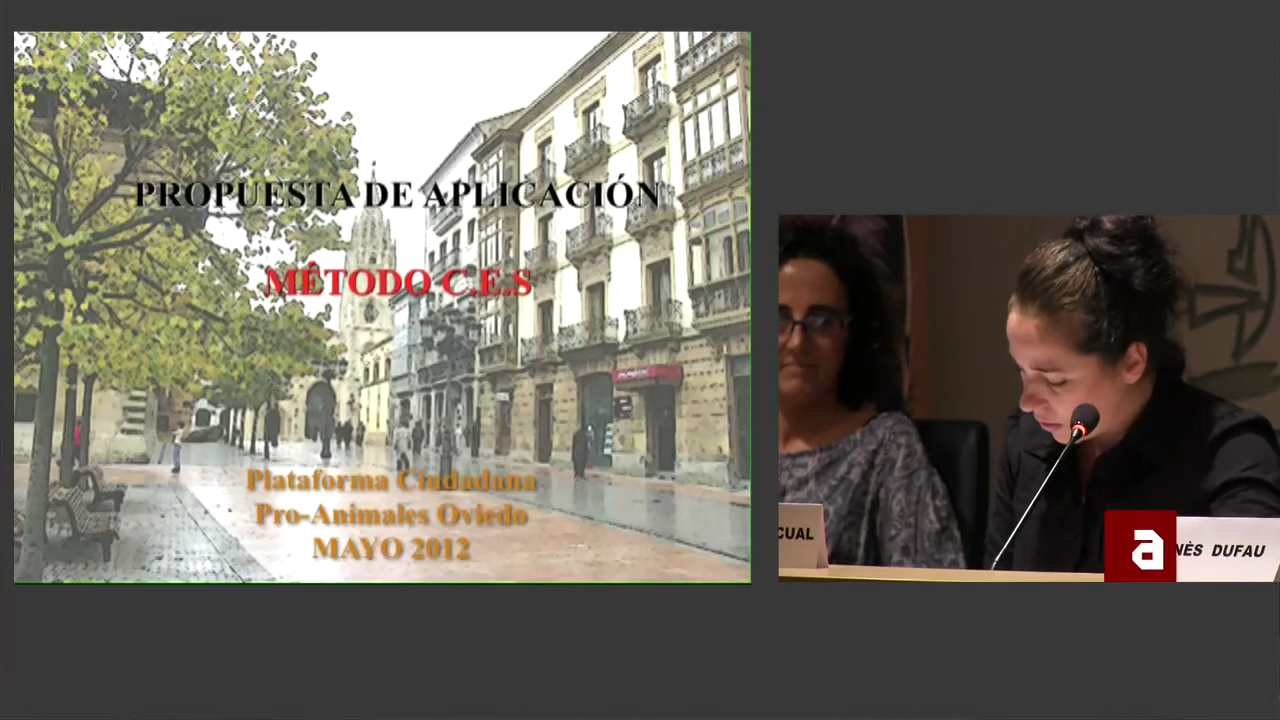 PROPUESTA DE APLICACIÓN
MÉTODO C.E.S
Plataforma Ciudadana
Pro-Animales Oviedo
MAYO 2012
CUAL
a
NÈS DUFAU